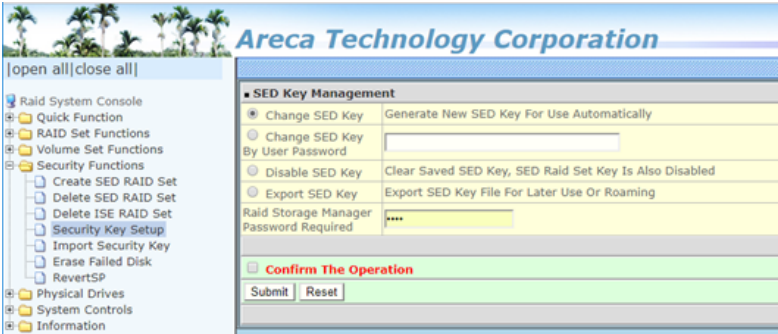 Areca Technology Corporation
|open all|close all|
Raid System Console
Quick Function
RAID Set Functions
Volume Set Functions
Security Functions
Create SED RAID Set
Delete SED RAID Set
Delete ISE RAID Set
Security Key Setup
Import Security Key
Erase Failed Disk
RevertSP
Physical Drives
System Controls
Information
SED Key Management
Change SED Key Generate New SED Key For Use Automatically
Change SED Key
By User Password
Disable SED Key Clear Saved SED Key, SED Raid Set Key Is Also Disabled
Export SED Key Export SED Key File For Later Use Or Roaming
Raid Storage Manager
Password Required ••••
Confirm The Operation
Submit Reset